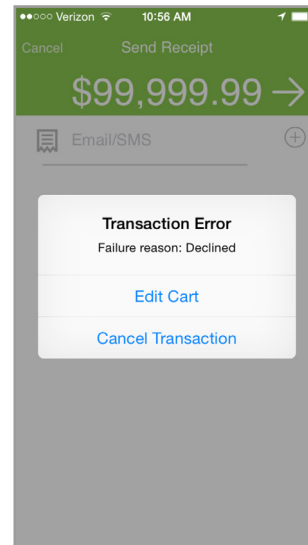 Verizon 10:56 AM
Cancel Send Receipt
$99,999.99
Email/SMS
Transaction Error
Failure reason: Declined
Edit Cart
Cancel Transaction